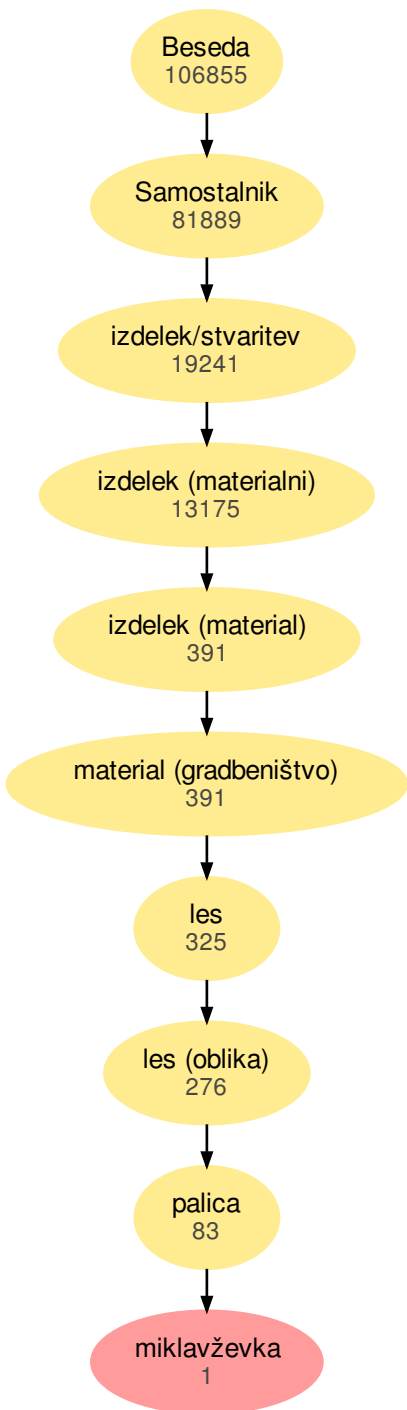 Beseda
106855
Samostalnik
81889
izdelek/stvaritev
19241
izdelek (materialni)
13175
izdelek (material)
391
material (gradbeništvo)
391
les
325
les (oblika)
276
palica
83
miklavževka
1